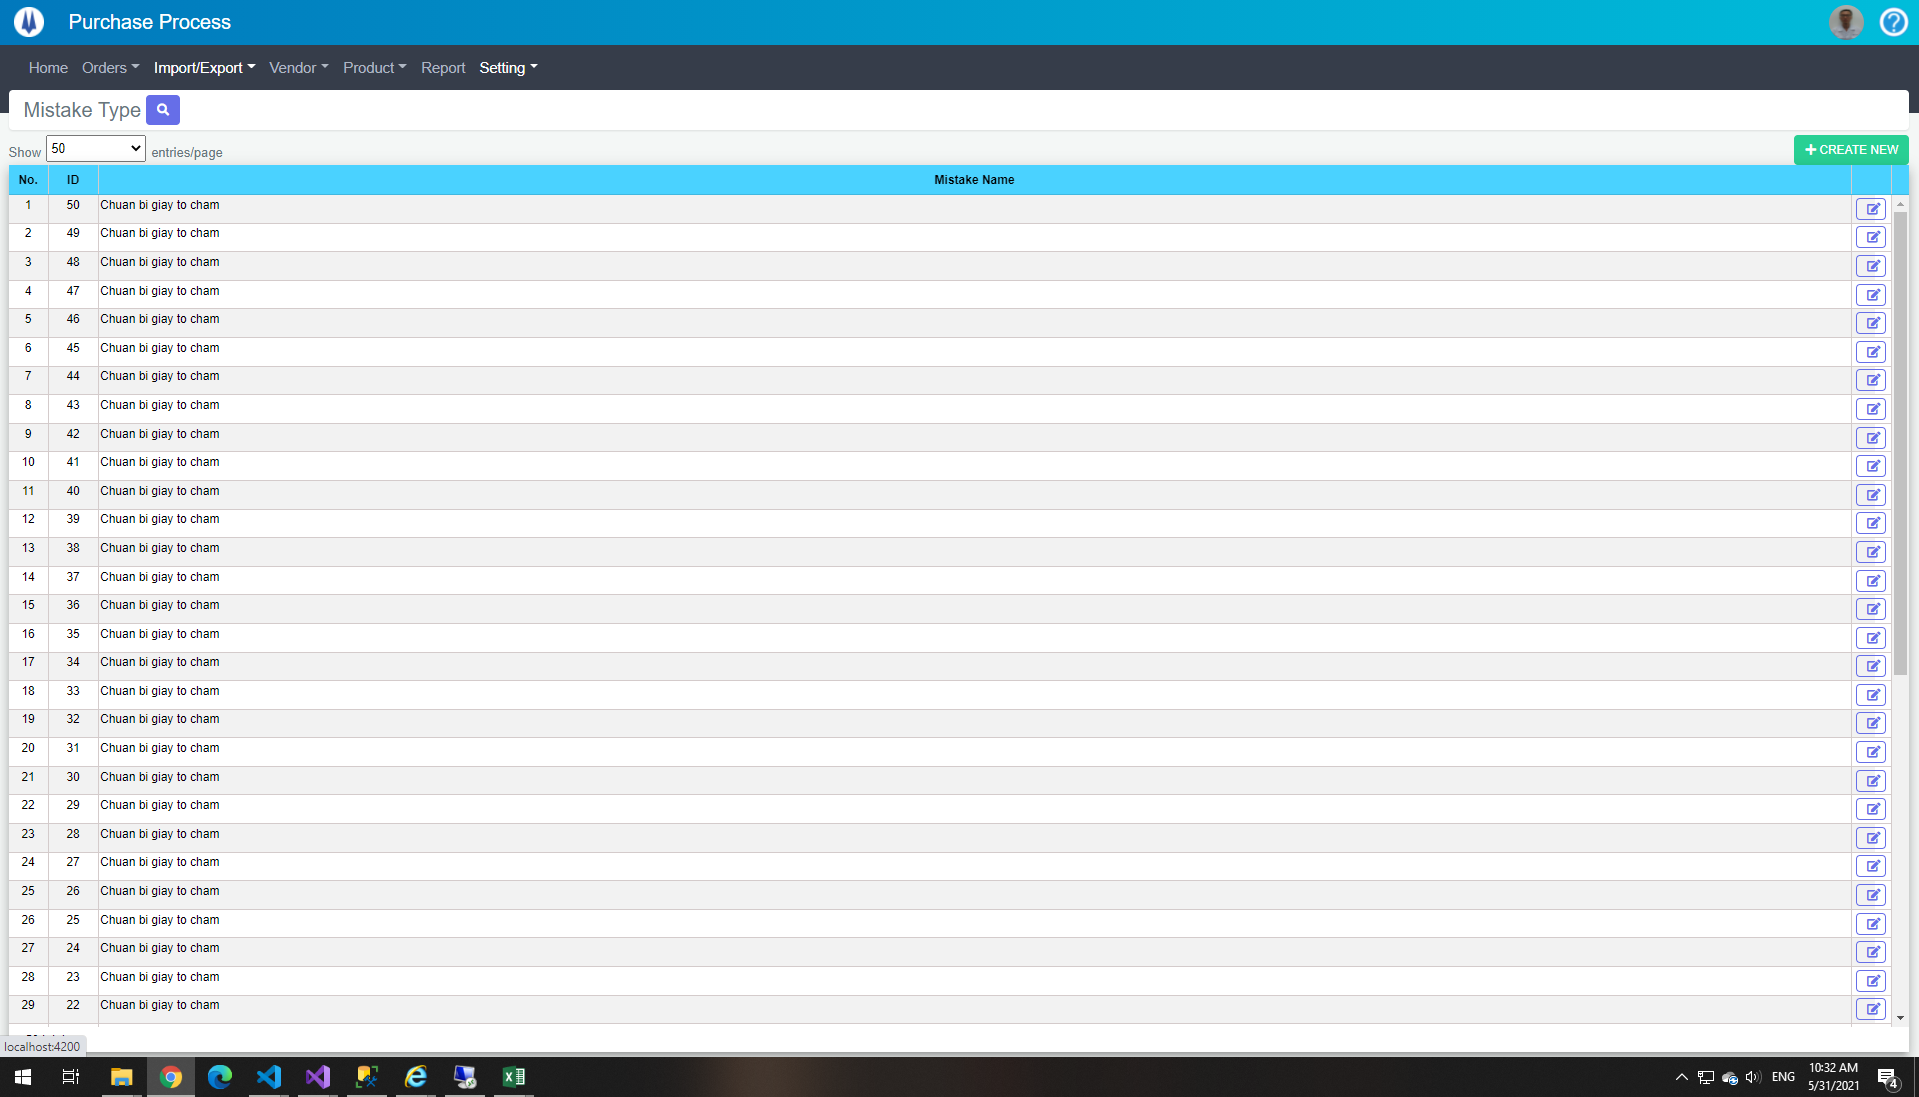 Purchase Process
Home Orders Import/Export Vendor Product Report Setting
Mistake Type
Show 50 entries/page
CREATE NEW
No. ID Mistake Name
1 50 Chuan bi giay to cham
2 49 Chuan bi giay to cham
3 48 Chuan bi giay to cham
4 47 Chuan bi giay to cham
5 46 Chuan bi giay to cham
6 45 Chuan bi giay to cham
7 44 Chuan bi giay to cham
8 43 Chuan bi giay to cham
9 42 Chuan bi giay to cham
10 41 Chuan bi giay to cham
11 40 Chuan bi giay to cham
12 39 Chuan bi giay to cham
13 38 Chuan bi giay to cham
14 37 Chuan bi giay to cham
15 36 Chuan bi giay to cham
16 35 Chuan bi giay to cham
17 34 Chuan bi giay to cham
18 33 Chuan bi giay to cham
19 32 Chuan bi giay to cham
20 31 Chuan bi giay to cham
21 30 Chuan bi giay to cham
22 29 Chuan bi giay to cham
23 28 Chuan bi giay to cham
24 27 Chuan bi giay to cham
25 26 Chuan bi giay to cham
26 25 Chuan bi giay to cham
27 24 Chuan bi giay to cham
28 23 Chuan bi giay to cham
29 22 Chuan bi giay to cham
localhost:4200
ENG
10:32 AM
5/31/2021
4